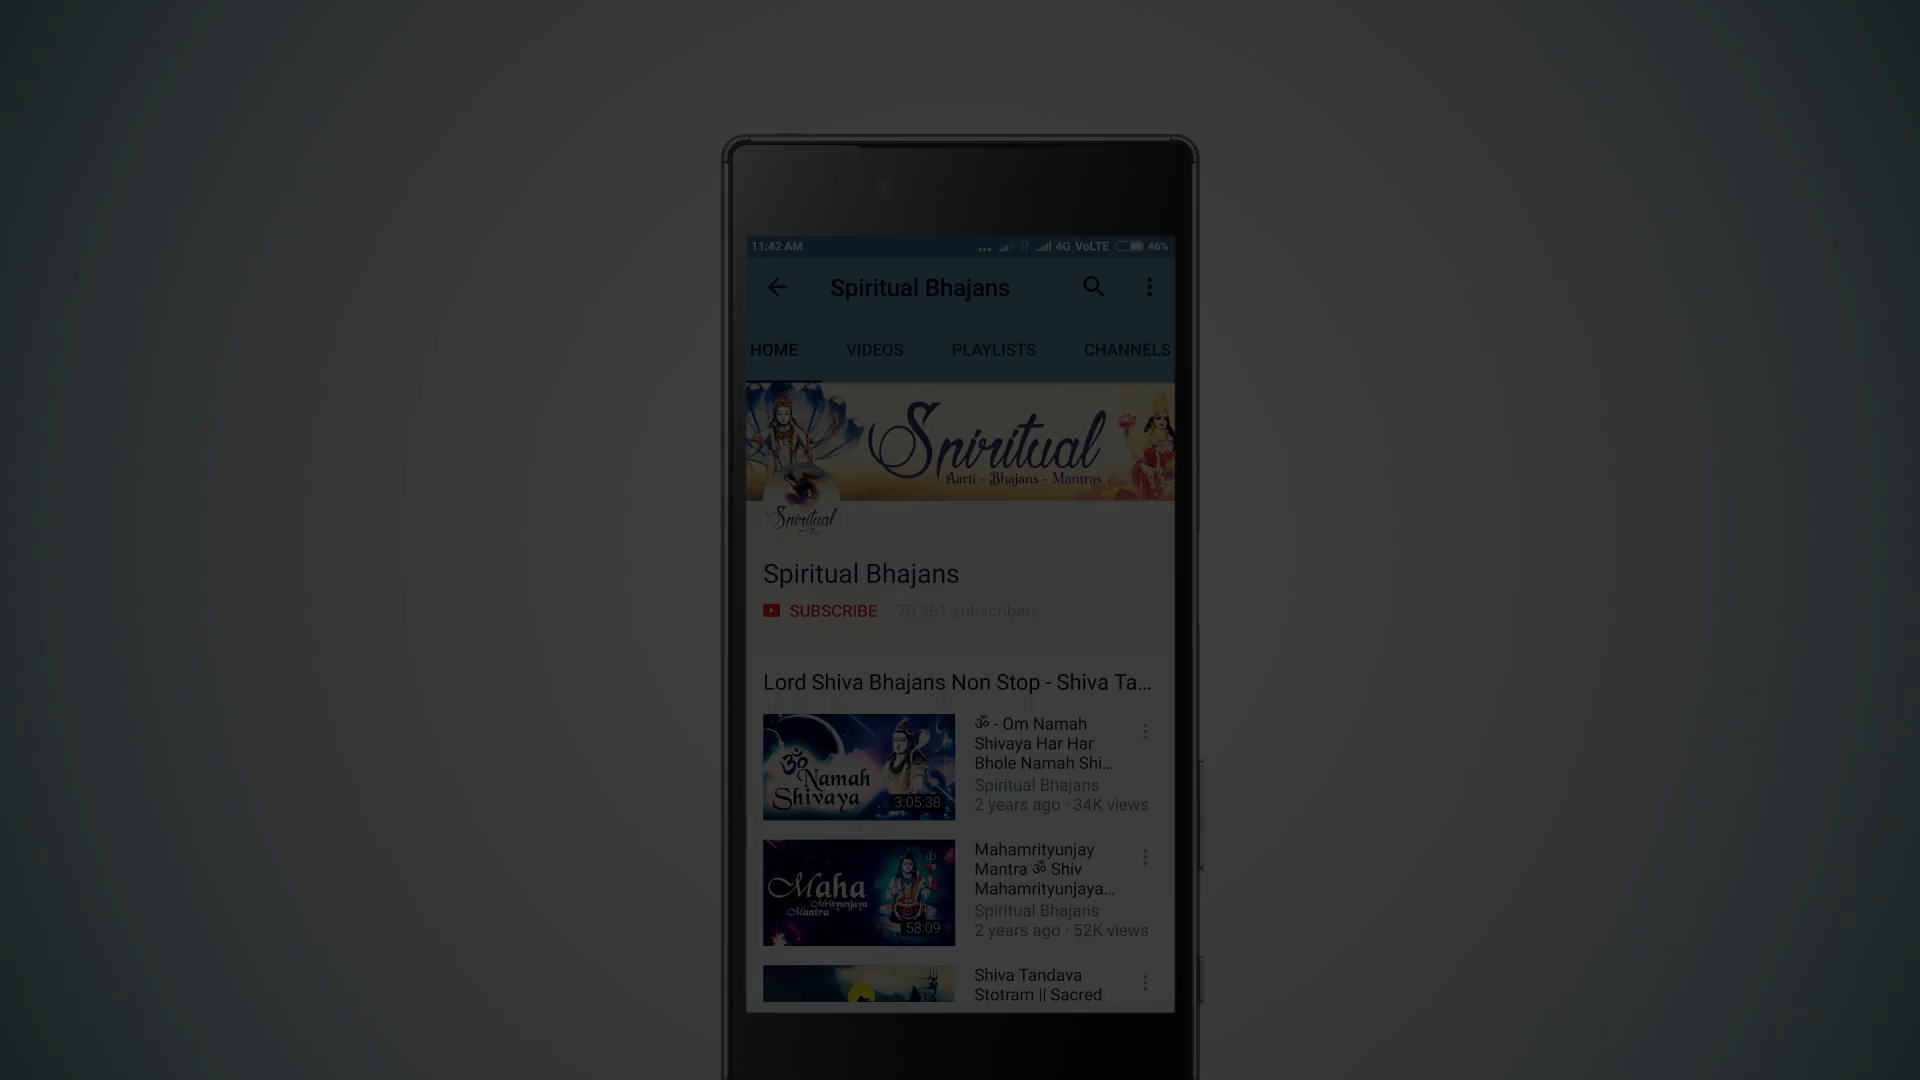 11:42 AM 4G VoLTE 46%
Spiritual Bhajans
HOME VIDEOS PLAYLISTS CHANNELS
Spiritual
Aarti - Bhajans - Mantras
Spiritual
Spiritual Bhajans
SUBSCRIBE 70,361 subscribers
Lord Shiva Bhajans Non Stop - Shiva Ta...
ॐ Namah
Shivaya
3:05:38
ॐ - Om Namah
Shivaya Har Har
Bhole Namah Shi...
Spiritual Bhajans
2 years ago · 34K views
Maha
Mrityunjaya
Mantra
58:09
Mahamrityunjay
Mantra ॐ Shiv
Mahamrityunjaya...
Spiritual Bhajans
2 years ago · 52K views
Shiva Tandava
Stotram || Sacred